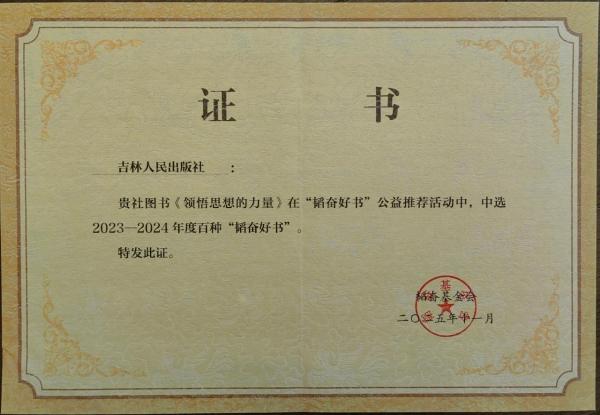 证书
吉林人民出版社：
贵社图书《领悟思想的力量》在“韬奋好书”公益推荐活动中，中选
2023—2024年度百种“韬奋好书”。
特发此证。
韬奋基金会
二〇二五年十一月